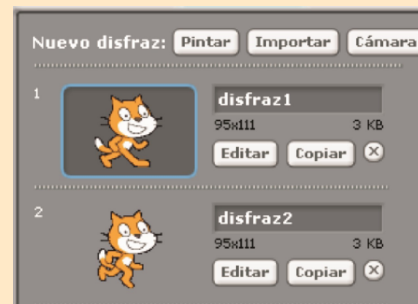 Nuevo disfraz: Pintar Importar Cámara
1
disfraz1
95x111 3 KB
Editar Copiar
2
disfraz2
95x111 3 KB
Editar Copiar